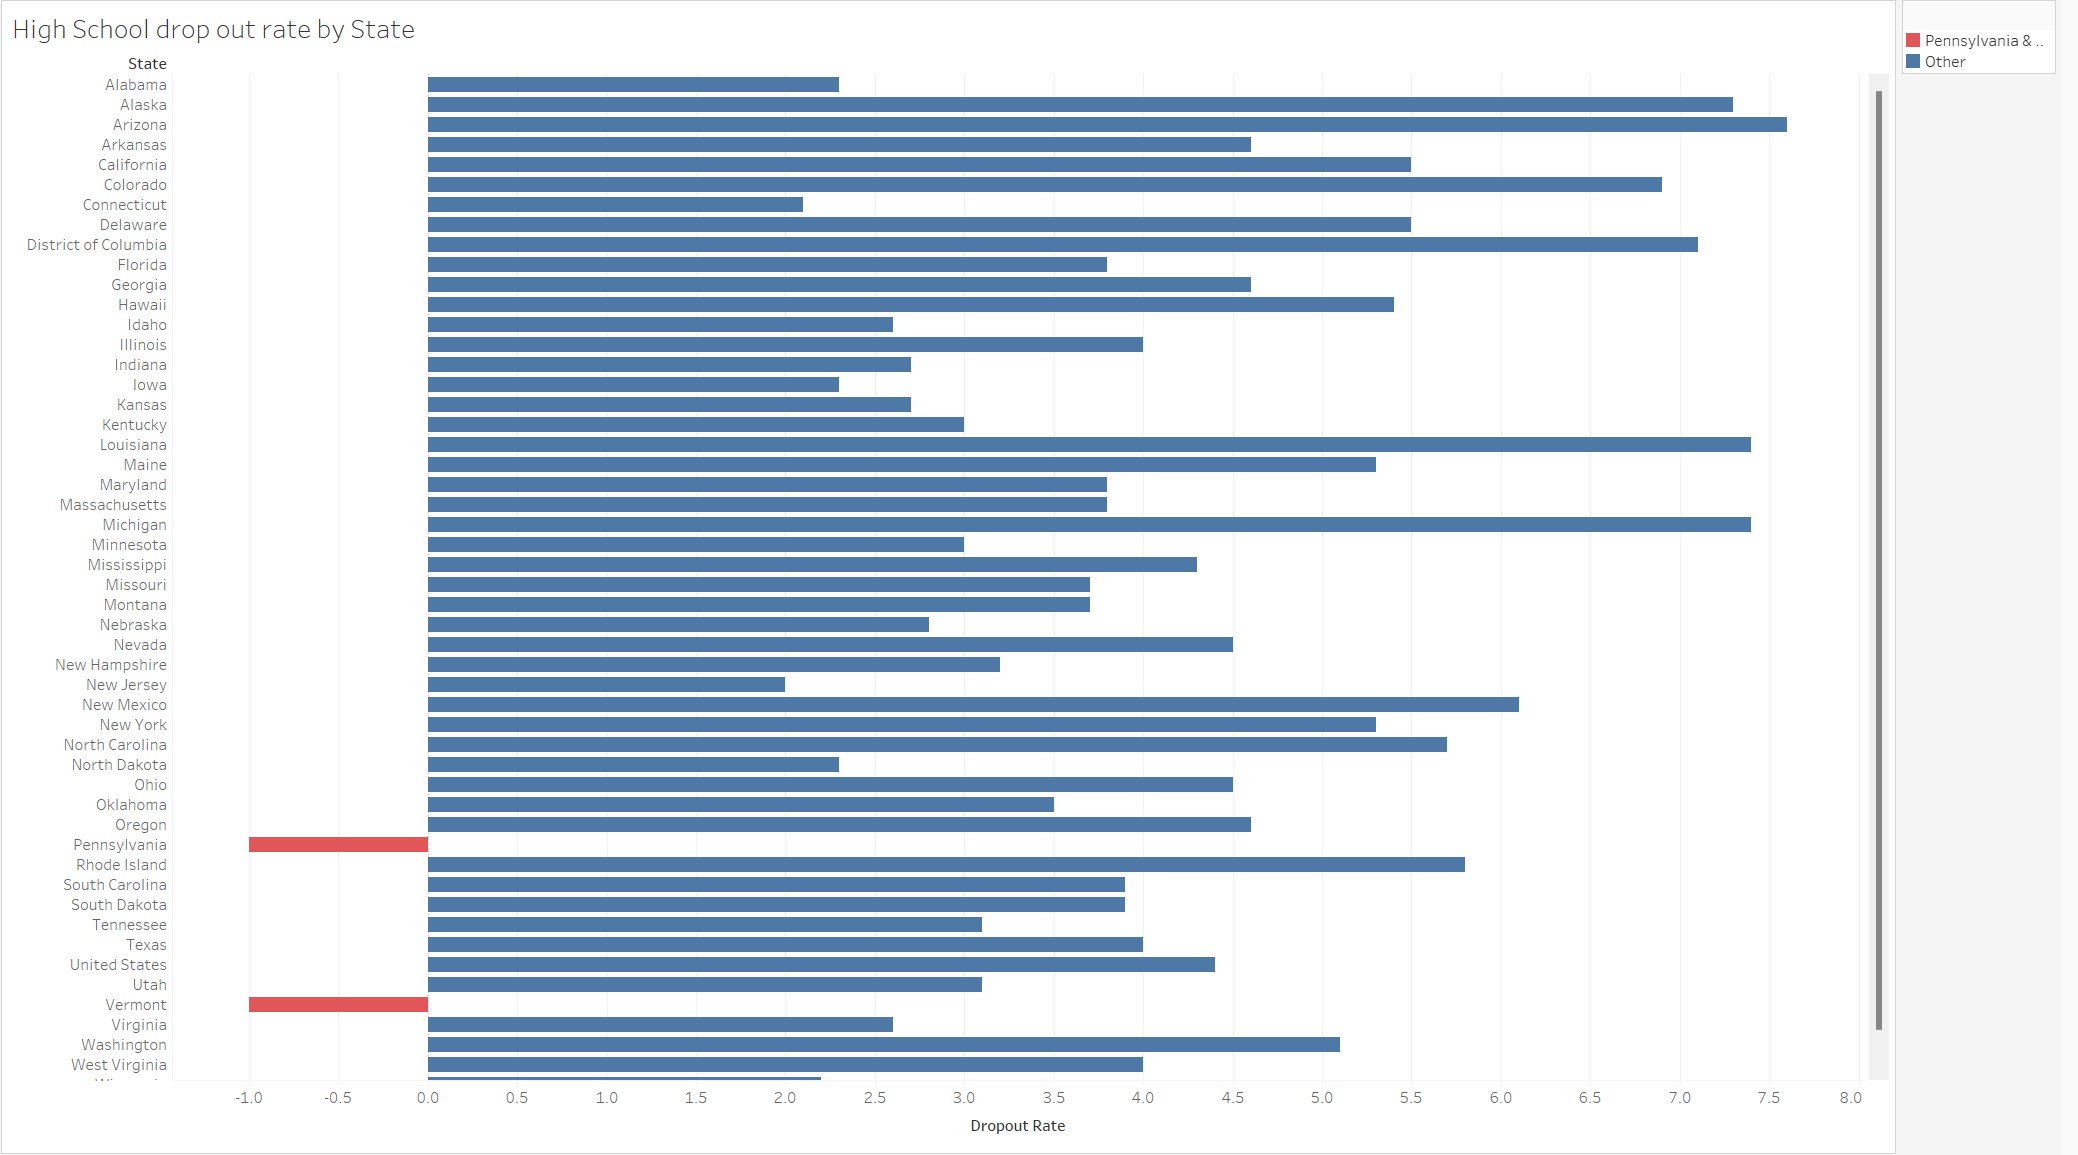 High School drop out rate by State
State
Alabama
Alaska
Arizona
Arkansas
California
Colorado
Connecticut
Delaware
District of Columbia
Florida
Georgia
Hawaii
Idaho
Illinois
Indiana
Iowa
Kansas
Kentucky
Louisiana
Maine
Maryland
Massachusetts
Michigan
Minnesota
Mississippi
Missouri
Montana
Nebraska
Nevada
New Hampshire
New Jersey
New Mexico
New York
North Carolina
North Dakota
Ohio
Oklahoma
Oregon
Pennsylvania
Rhode Island
South Carolina
South Dakota
Tennessee
Texas
United States
Utah
Vermont
Virginia
Washington
West Virginia
-1.0 -0.5 0.0 0.5 1.0 1.5 2.0 2.5 3.0 3.5 4.0 4.5 5.0 5.5 6.0 6.5 7.0 7.5 8.0
Dropout Rate
Pennsylvania & ..
Other